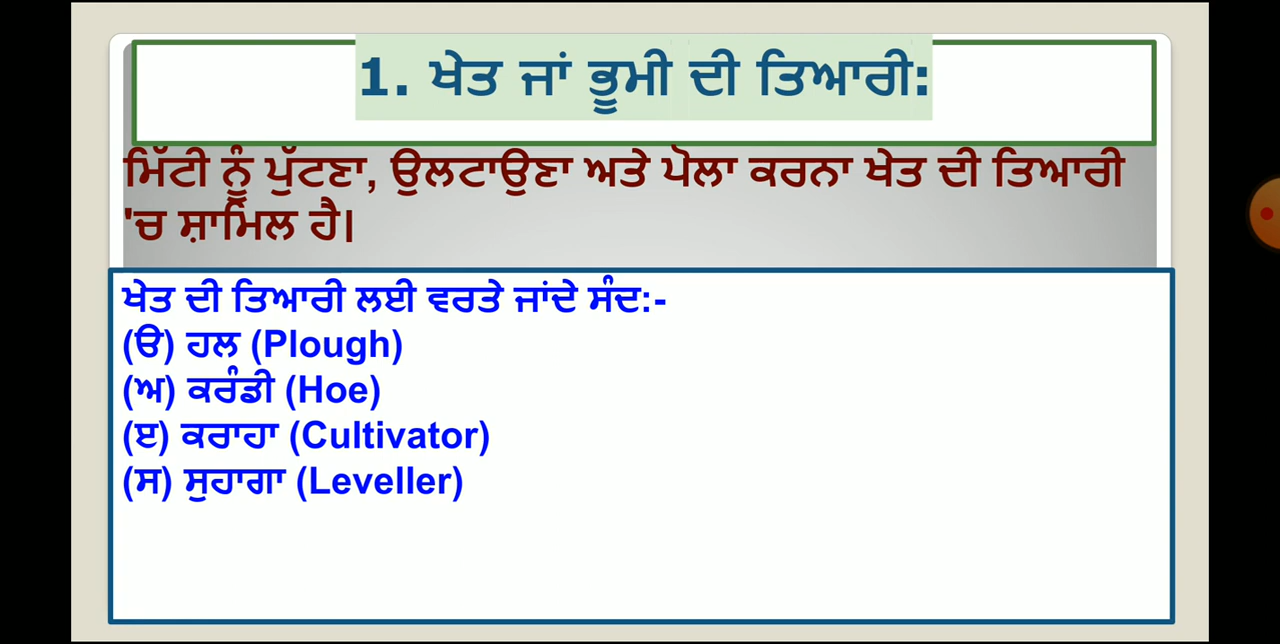 1. ਖੇਤ ਜਾਂ ਭੂਮੀ ਦੀ ਤਿਆਰੀ:
ਮਿੱਟੀ ਨੂੰ ਪੁੱਟਣਾ, ਉਲਟਾਉਣਾ ਅਤੇ ਪੋਲਾ ਕਰਨਾ ਖੇਤ ਦੀ ਤਿਆਰੀ
'ਚ ਸ਼ਾਮਿਲ ਹੈ।
ਖੇਤ ਦੀ ਤਿਆਰੀ ਲਈ ਵਰਤੇ ਜਾਂਦੇ ਸੰਦ:-
(ੳ) ਹਲ (Plough)
(ਅ) ਕਰੰਡੀ (Hoe)
(ੲ) ਕਰਾਹਾ (Cultivator)
(ਸ) ਸੁਹਾਗਾ (Leveller)